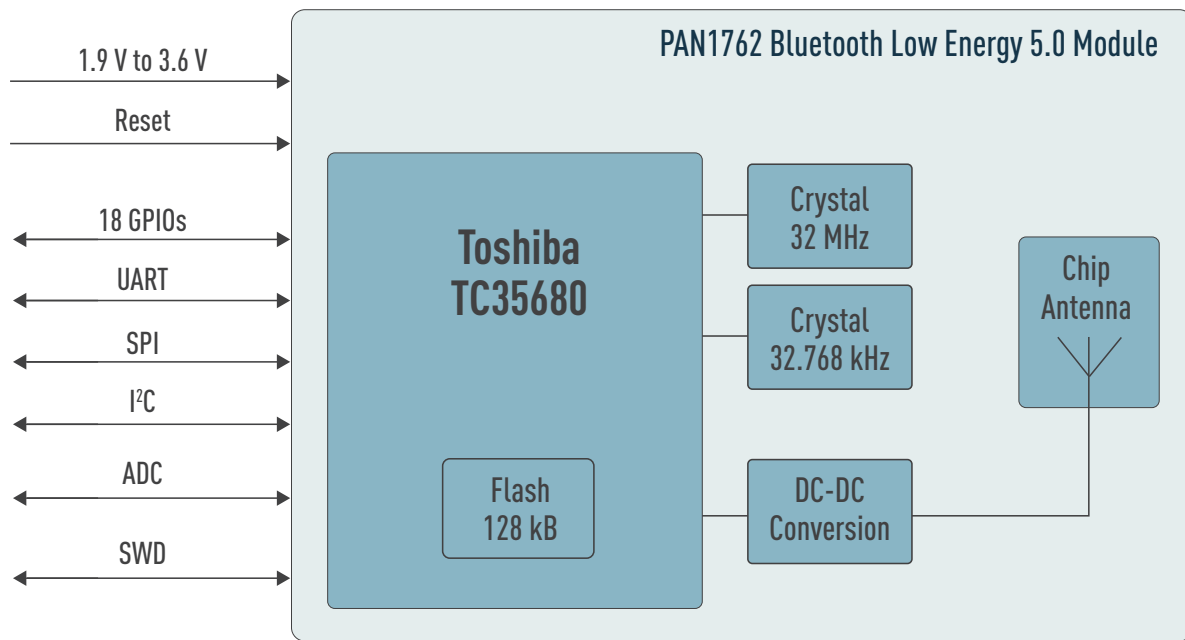 PAN1762 Bluetooth Low Energy 5.0 Module
1.9 V to 3.6 V
Reset
18 GPIOs
UART
SPI
I²C
ADC
SWD
Toshiba
TC35680
Flash
128 kB
Crystal
32 MHz
Crystal
32.768 kHz
DC-DC
Conversion
Chip
Antenna